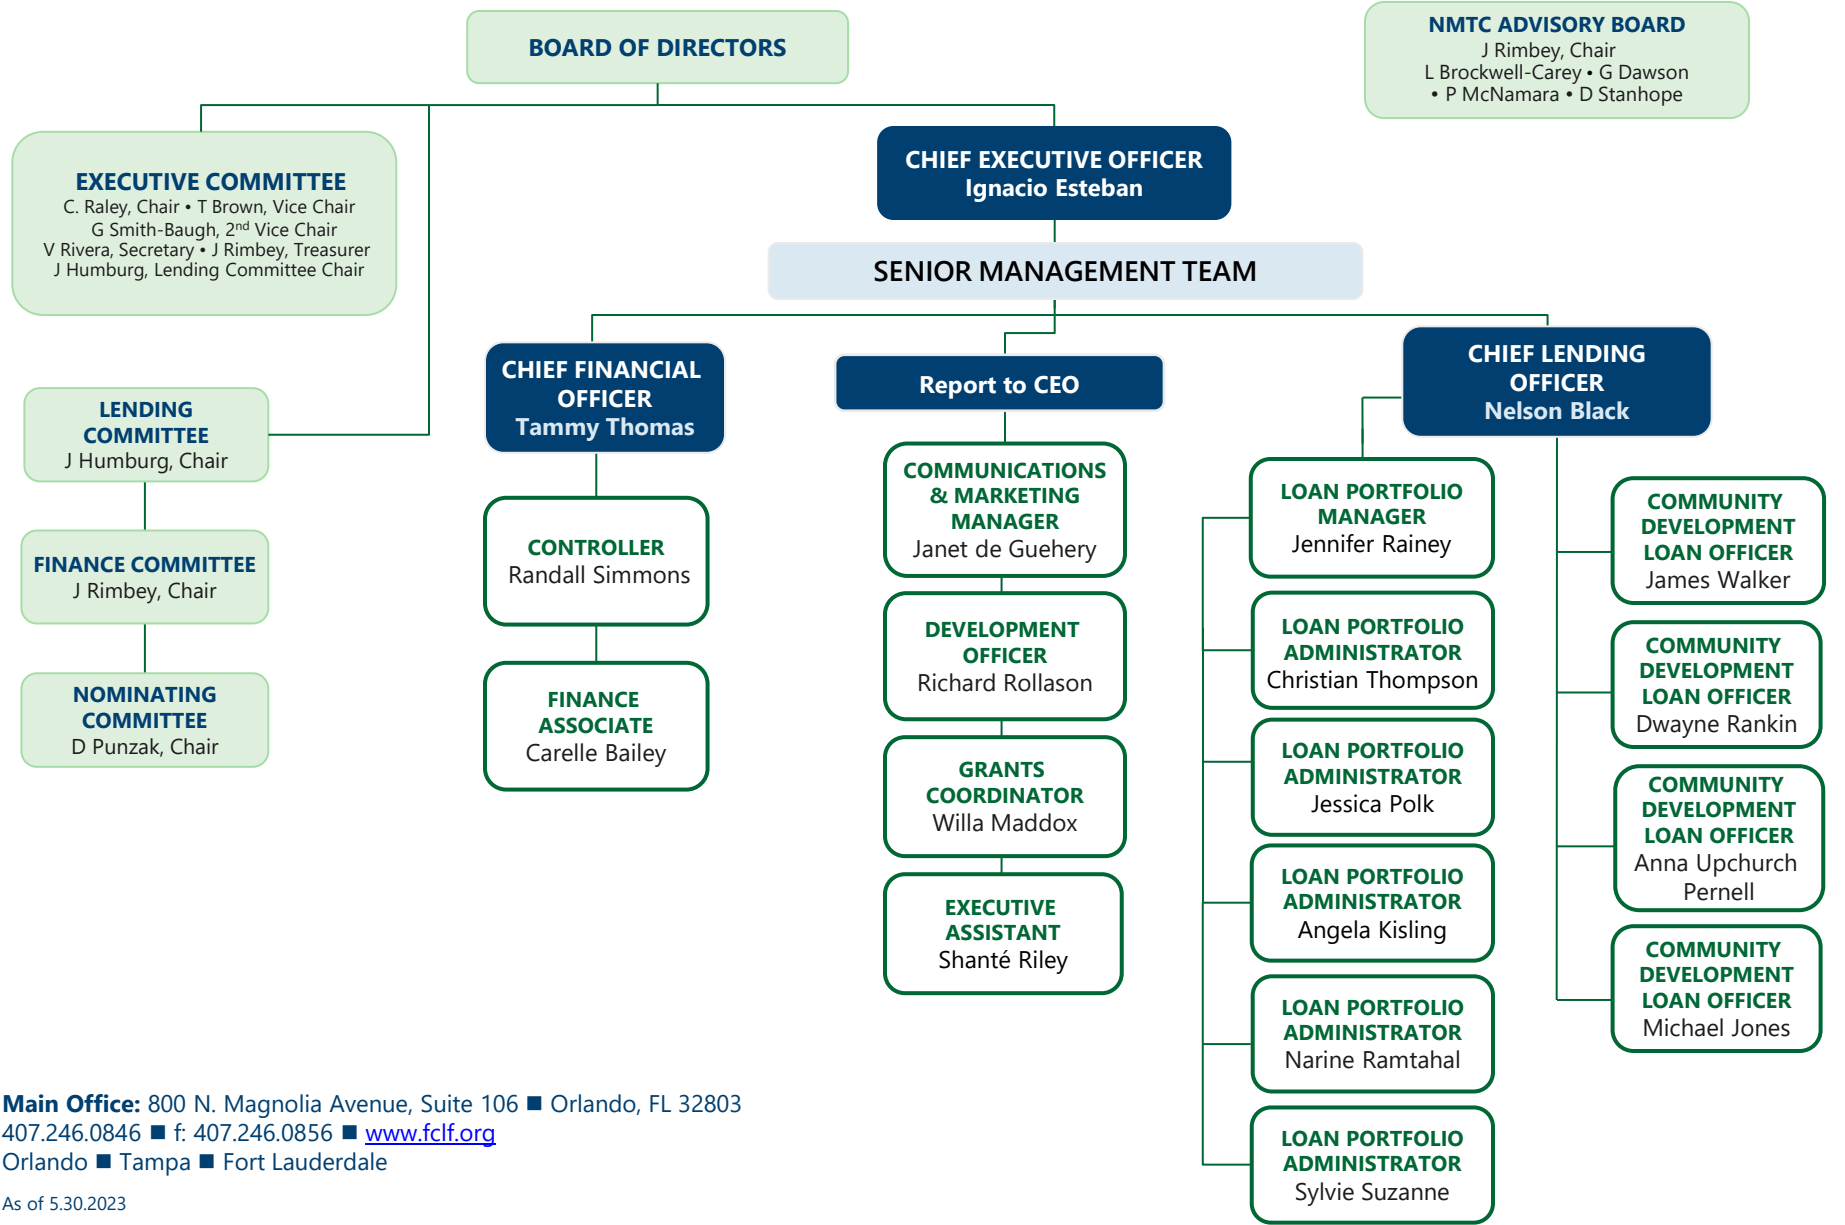 BOARD OF DIRECTORS
NMTC ADVISORY BOARD
J Rimbey, Chair
L Brockwell-Carey • G Dawson
• P McNamara • D Stanhope
EXECUTIVE COMMITTEE
C. Raley, Chair • T Brown, Vice Chair
G Smith-Baugh, 2nd Vice Chair
V Rivera, Secretary • J Rimbey, Treasurer
J Humburg, Lending Committee Chair
CHIEF EXECUTIVE OFFICER
Ignacio Esteban
SENIOR MANAGEMENT TEAM
LENDING
COMMITTEE
J Humburg, Chair
FINANCE COMMITTEE
J Rimbey, Chair
NOMINATING
COMMITTEE
D Punzak, Chair
CHIEF FINANCIAL
OFFICER
Tammy Thomas
CONTROLLER
Randall Simmons
FINANCE
ASSOCIATE
Carelle Bailey
Report to CEO
COMMUNICATIONS
& MARKETING
MANAGER
Janet de Guehery
DEVELOPMENT
OFFICER
Richard Rollason
GRANTS
COORDINATOR
Willa Maddox
EXECUTIVE
ASSISTANT
Shanté Riley
CHIEF LENDING
OFFICER
Nelson Black
LOAN PORTFOLIO
MANAGER
Jennifer Rainey
LOAN PORTFOLIO
ADMINISTRATOR
Christian Thompson
LOAN PORTFOLIO
ADMINISTRATOR
Jessica Polk
LOAN PORTFOLIO
ADMINISTRATOR
Angela Kisling
LOAN PORTFOLIO
ADMINISTRATOR
Narine Ramtahal
LOAN PORTFOLIO
ADMINISTRATOR
Sylvie Suzanne
COMMUNITY
DEVELOPMENT
LOAN OFFICER
James Walker
COMMUNITY
DEVELOPMENT
LOAN OFFICER
Dwayne Rankin
COMMUNITY
DEVELOPMENT
LOAN OFFICER
Anna Upchurch
Pernell
COMMUNITY
DEVELOPMENT
LOAN OFFICER
Michael Jones
Main Office: 800 N. Magnolia Avenue, Suite 106 ■ Orlando, FL 32803
407.246.0846 ■ f: 407.246.0856 ■ www.fclf.org
Orlando ■ Tampa ■ Fort Lauderdale
As of 5.30.2023